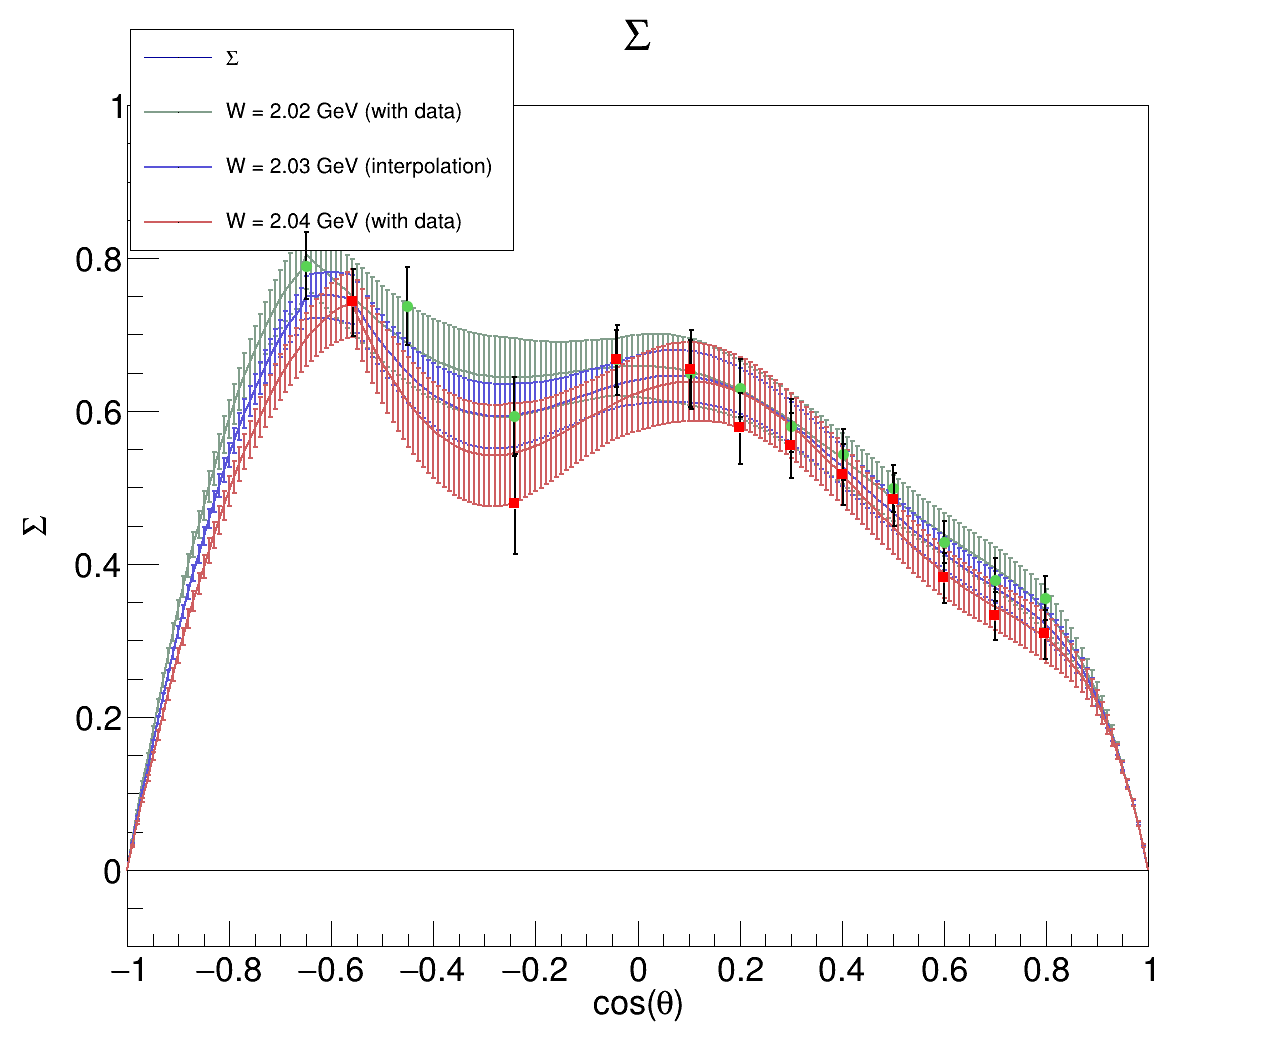 Σ
Σ
W = 2.02 GeV (with data)
W = 2.03 GeV (interpolation)
W = 2.04 GeV (with data)
1
0.8
0.6
0.4
0.2
0
Σ
−1 −0.8 −0.6 −0.4 −0.2 0 0.2 0.4 0.6 0.8 1
cos(θ)